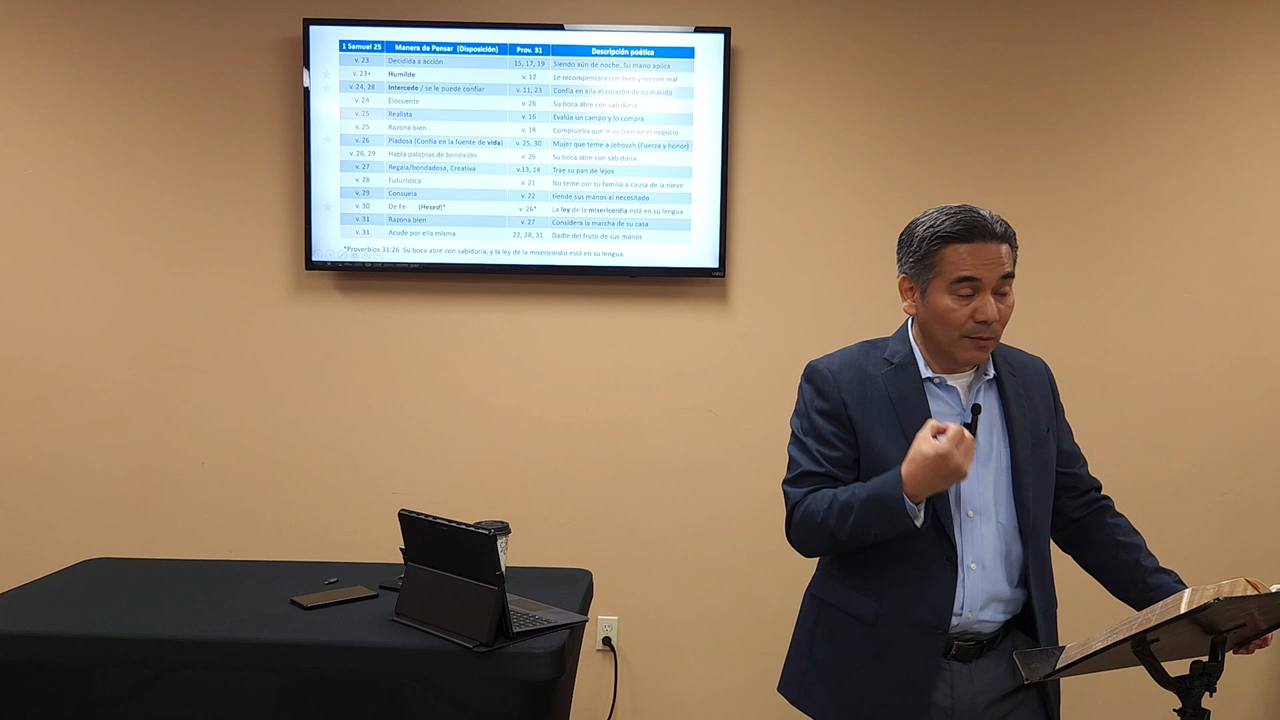 1 Samuel 25 Manera de Pensar (Disposición) Prov. 31 Descripción poética
v. 23 Decidida a acción 15, 17, 19 Siendo aún de noche, Su mano aplica
v. 23+ Humilde v. 12 Le recompensará con bien y no con mal
v. 24, 28 Intercede / se le puede confiar v. 11, 23 Confía en ella el corazón de su marido
v. 24 Elocuente v. 26 Su boca abre con sabiduría
v. 25 Realista v. 16 Evalúa un campo y lo compra
v. 25 Razona bien v. 18 Comprueba que le va bien en el negocio
v. 26 Piadosa (Confía en la fuente de vida) v. 25, 30 Mujer que teme a Jehovah (Fuerza y honor)
v. 26, 29 Habla palabras de bendición v. 26 Su boca abre con sabiduría
v. 27 Regala/bondadosa, Creativa v.13, 14 Trae su pan de lejos
v. 28 Futurística v. 21 No teme por su familia a causa de la nieve
v. 29 Consuela v. 22 tiende sus manos al necesitado
v. 30 De Fe (Hesed)* v. 26* La ley de la misericordia está en su lengua
v. 31 Razona bien v. 27 Considera la marcha de su casa
v. 31 Acude por ella misma 22, 28, 31 Dadle del fruto de sus manos
*Proverbios 31:26 Su boca abre con sabiduría, y la ley de la misericordia está en su lengua.
VIZIO